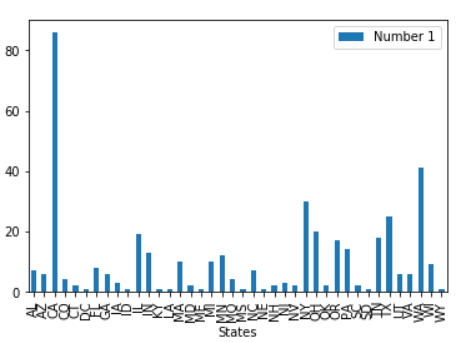 Number 1
80
60
40
20
0
AL AZ CA CO CT DC FL GA IA ID IL IN KY LA MA MD ME MI MN MO MS NC NE NH NJ NV NY OH OK OR PA SC SD TN TX UT VA WA WI WY
States